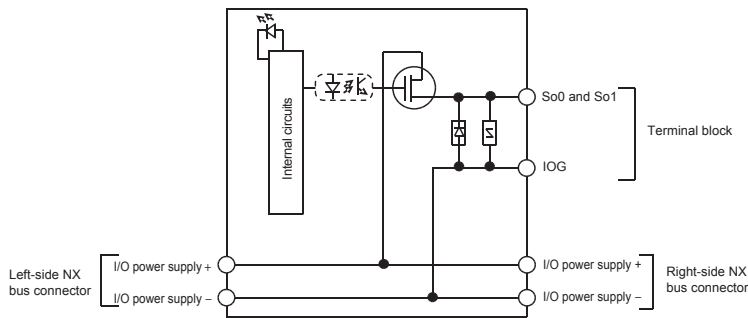 Internal circuits
So0 and So1
Terminal block
IOG
Left-side NX
bus connector
I/O power supply +
I/O power supply –
I/O power supply +
I/O power supply –
Right-side NX
bus connector